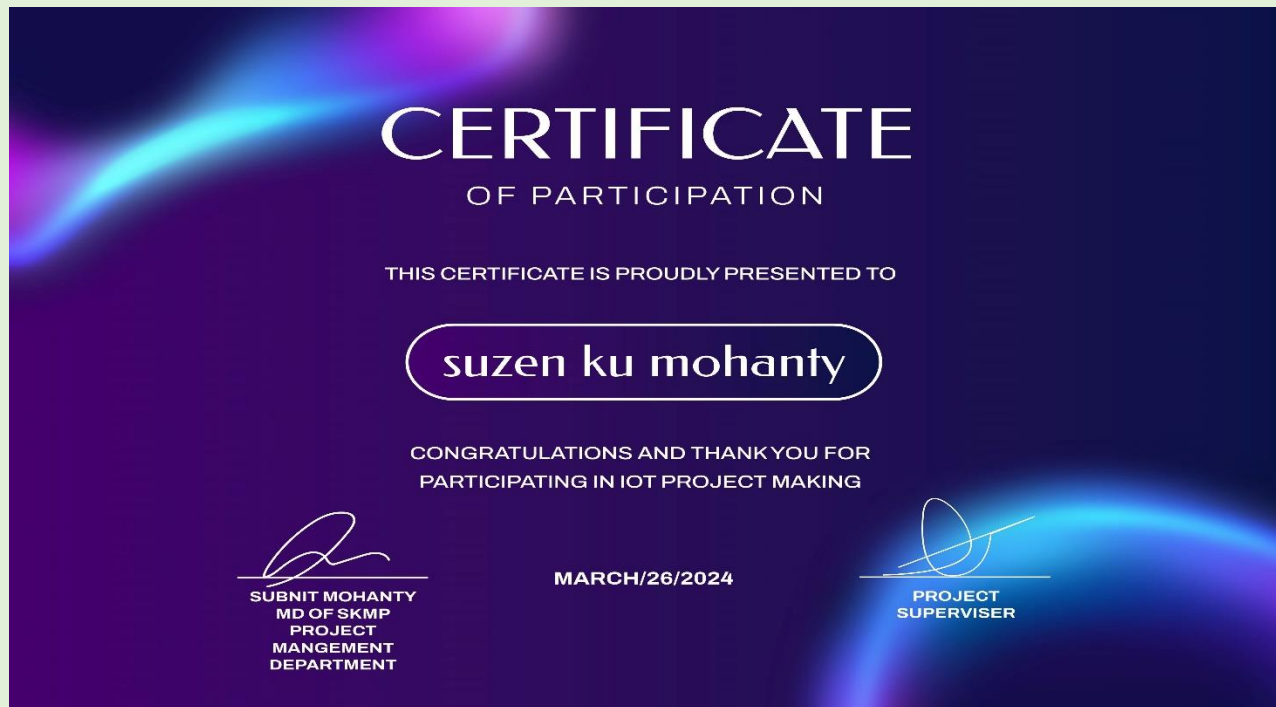 CERTIFICATE
OF PARTICIPATION
THIS CERTIFICATE IS PROUDLY PRESENTED TO
suzen ku mohanty
CONGRATULATIONS AND THANK YOU FOR
PARTICIPATING IN IOT PROJECT MAKING
SUBNIT MOHANTY
MD OF SKMP
PROJECT
MANGEMENT
DEPARTMENT
MARCH/26/2024
PROJECT
SUPERVISER